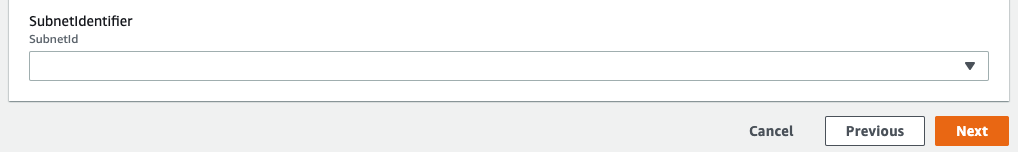 SubnetIdentifier
SubnetId
Cancel
Previous
Next